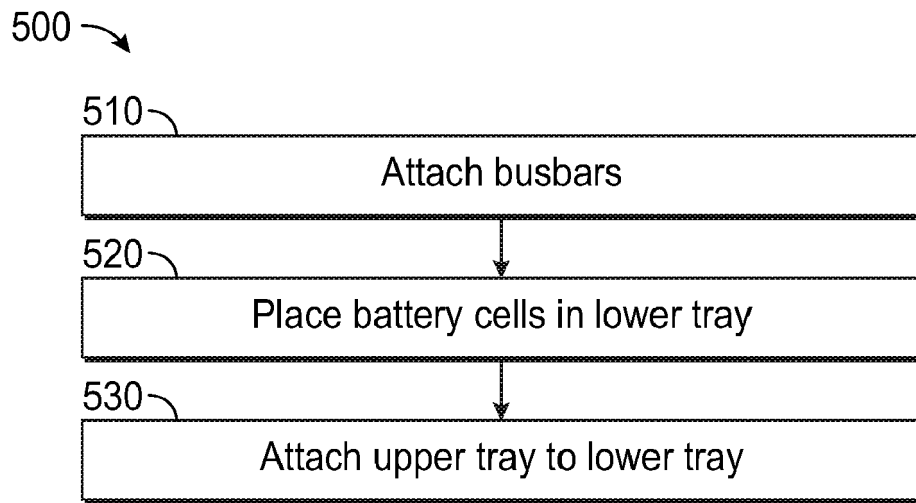 500
510
Attach busbars
520
Place battery cells in lower tray
530
Attach upper tray to lower tray